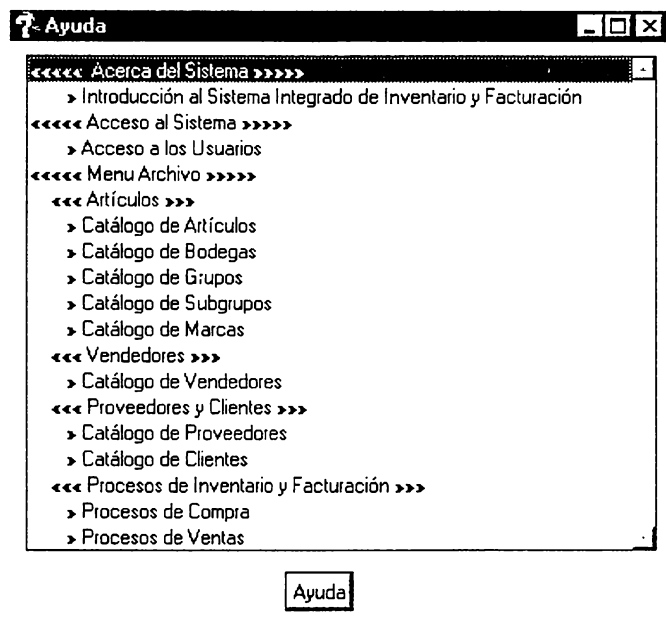 Ayuda
<<<<< Acerca del Sistema >>>>>
> Introducción al Sistema Integrado de Inventario y Facturación
<<<<< Acceso al Sistema >>>>>
> Acceso a los Usuarios
<<<<< Menu Archivo >>>>>
<<< Artículos >>>
> Catálogo de Artículos
> Catálogo de Bodegas
> Catálogo de Grupos
> Catálogo de Subgrupos
> Catálogo de Marcas
<<< Vendedores >>>
> Catálogo de Vendedores
<<< Proveedores y Clientes >>>
> Catálogo de Proveedores
> Catálogo de Clientes
<<< Procesos de Inventario y Facturación >>>
> Procesos de Compra
> Procesos de Ventas
Ayuda